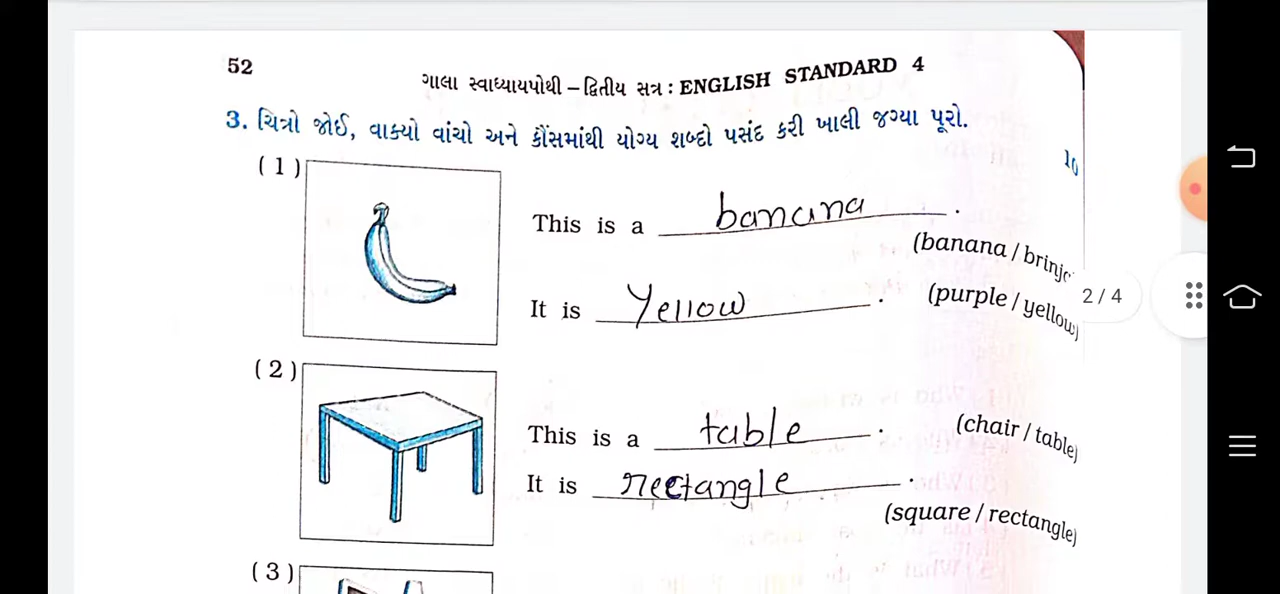 52
ગાલા સ્વાધ્યાયપોથી – દ્વિતીય સત્ર : ENGLISH STANDARD 4
3. ચિત્રો જોઈ, વાક્યો વાંચો અને કૌંસમાંથી યોગ્ય શબ્દો પસંદ કરી ખાલી જગ્યા પૂરો.
( 1 )
This is a banana .
(banana /
It is Yellow . (purple / yellow)
2 / 4
( 2 )
This is a table . (chair / table)
It is rectangle .
(square / rectangle)
( 3 )